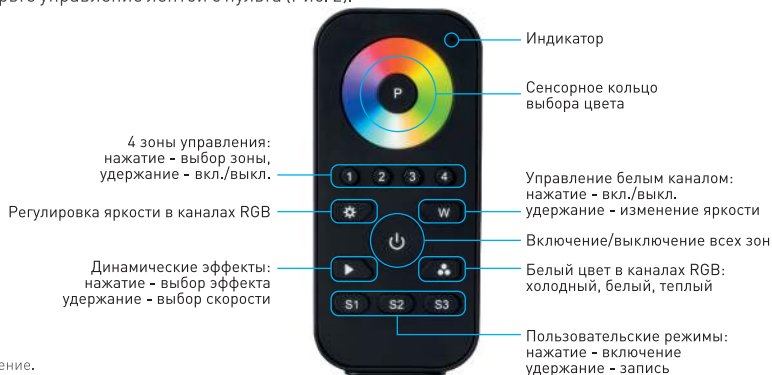 Индикатор
Сенсорное кольцо
выбора цвета
P
4 зоны управления:
нажатие - выбор зоны,
удержание - вкл./выкл.
1 2 3 4
Управление белым каналом:
нажатие - вкл./выкл.
удержание - изменение яркости
Регулировка яркости в каналах RGB
W
Включение/выключение всех зон
Динамические эффекты:
нажатие - выбор эффекта
удержание - выбор скорости
Белый цвет в каналах RGB:
холодный, белый, теплый
S1 S2 S3
Пользовательские режимы:
нажатие - включение
удержание - запись